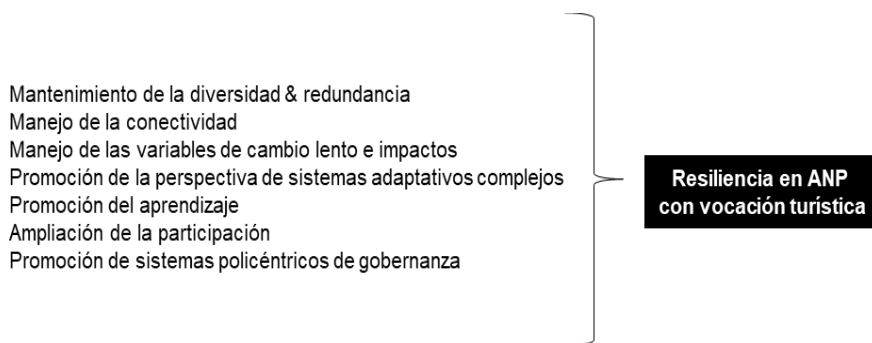 Mantenimiento de la diversidad & redundancia
Manejo de la conectividad
Manejo de las variables de cambio lento e impactos
Promoción de la perspectiva de sistemas adaptativos complejos
Promoción del aprendizaje
Ampliación de la participación
Promoción de sistemas policéntricos de gobernanza
Resiliencia en ANP
con vocación turística